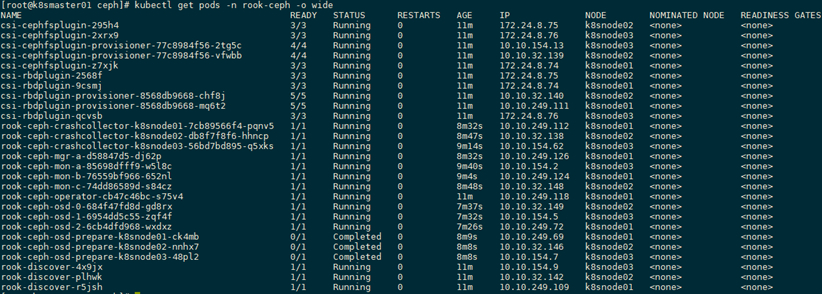 [root@k8smaster01 ceph]# kubectl get pods -n rook-ceph -o wide
NAME READY STATUS RESTARTS AGE IP NODE NOMINATED NODE READINESS GATES
csi-cephfsplugin-295h4 3/3 Running 0 11m 172.24.8.75 k8snode02 <none> <none>
csi-cephfsplugin-2xrx9 3/3 Running 0 11m 172.24.8.76 k8snode03 <none> <none>
csi-cephfsplugin-provisioner-77c8984f56-2tg5c 4/4 Running 0 11m 10.10.154.13 k8snode03 <none> <none>
csi-cephfsplugin-provisioner-77c8984f56-vfwbb 4/4 Running 0 11m 10.10.32.139 k8snode02 <none> <none>
csi-cephfsplugin-z7xjk 3/3 Running 0 11m 172.24.8.74 k8snode01 <none> <none>
csi-rbdplugin-2568f 3/3 Running 0 11m 172.24.8.75 k8snode02 <none> <none>
csi-rbdplugin-9csmj 3/3 Running 0 11m 172.24.8.74 k8snode01 <none> <none>
csi-rbdplugin-provisioner-8568db9668-chf8j 5/5 Running 0 11m 10.10.32.140 k8snode02 <none> <none>
csi-rbdplugin-provisioner-8568db9668-mq6t2 5/5 Running 0 11m 10.10.249.111 k8snode01 <none> <none>
csi-rbdplugin-qcvsb 3/3 Running 0 11m 172.24.8.76 k8snode03 <none> <none>
rook-ceph-crashcollector-k8snode01-7cb89566f4-pqnv5 1/1 Running 0 8m32s 10.10.249.112 k8snode01 <none> <none>
rook-ceph-crashcollector-k8snode02-db8f7f8f6-hhncp 1/1 Running 0 8m47s 10.10.32.138 k8snode02 <none> <none>
rook-ceph-crashcollector-k8snode03-56bd7bd895-q5xks 1/1 Running 0 9m14s 10.10.154.62 k8snode03 <none> <none>
rook-ceph-mgr-a-d58847d5-dj62p 1/1 Running 0 8m32s 10.10.249.126 k8snode01 <none> <none>
rook-ceph-mon-a-85698dfff9-w5l8c 1/1 Running 0 9m40s 10.10.154.2 k8snode03 <none> <none>
rook-ceph-mon-b-76559bf966-652nl 1/1 Running 0 9m4s 10.10.249.124 k8snode01 <none> <none>
rook-ceph-mon-c-74dd86589d-s84cz 1/1 Running 0 8m48s 10.10.32.148 k8snode02 <none> <none>
rook-ceph-operator-cb47c46bc-s75v4 1/1 Running 0 11m 10.10.249.118 k8snode01 <none> <none>
rook-ceph-osd-0-684f47fd8d-gd8rx 1/1 Running 0 7m37s 10.10.32.149 k8snode02 <none> <none>
rook-ceph-osd-1-6954dd5c55-zqf4f 1/1 Running 0 7m32s 10.10.154.5 k8snode03 <none> <none>
rook-ceph-osd-2-6cb4dfd968-wxdxz 1/1 Running 0 7m26s 10.10.249.72 k8snode01 <none> <none>
rook-ceph-osd-prepare-k8snode01-ck4mb 0/1 Completed 0 8m9s 10.10.249.69 k8snode01 <none> <none>
rook-ceph-osd-prepare-k8snode02-nnhx7 0/1 Completed 0 8m8s 10.10.32.146 k8snode02 <none> <none>
rook-ceph-osd-prepare-k8snode03-48pl2 0/1 Completed 0 8m8s 10.10.154.7 k8snode03 <none> <none>
rook-discover-4x9jx 1/1 Running 0 11m 10.10.154.9 k8snode03 <none> <none>
rook-discover-plhwk 1/1 Running 0 11m 10.10.32.142 k8snode02 <none> <none>
rook-discover-r5jsh 1/1 Running 0 11m 10.10.249.109 k8snode01 <none> <none>